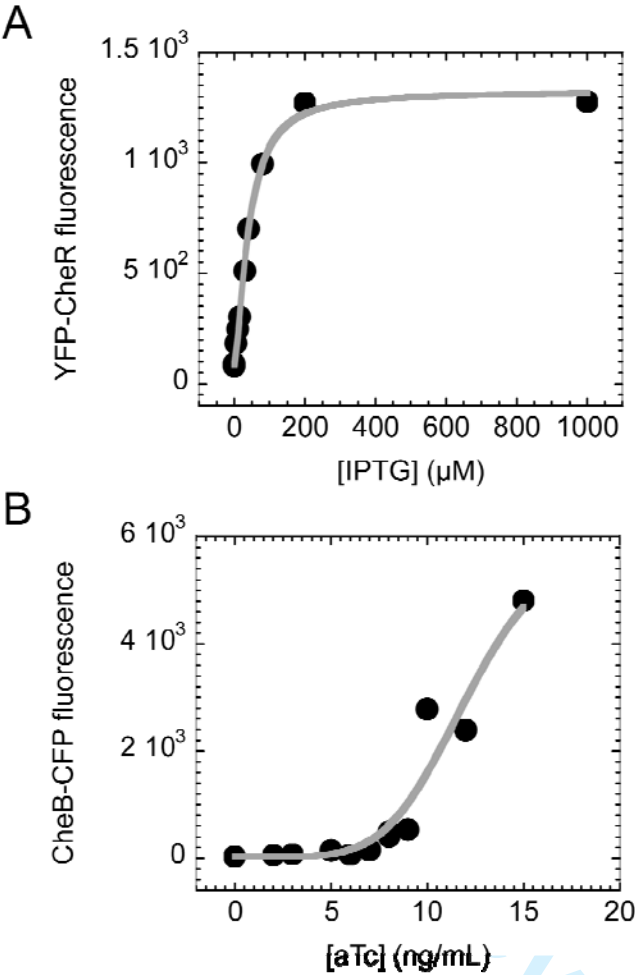 A
1.5 10³
1 10³
5 10²
0
YFP-CheR fluorescence
0 200 400 600 800 1000
[IPTG] (µM)
B
6 10³
4 10³
2 10³
0
CheB-CFP fluorescence
0 5 10 15 20
[aTc] (ng/mL)